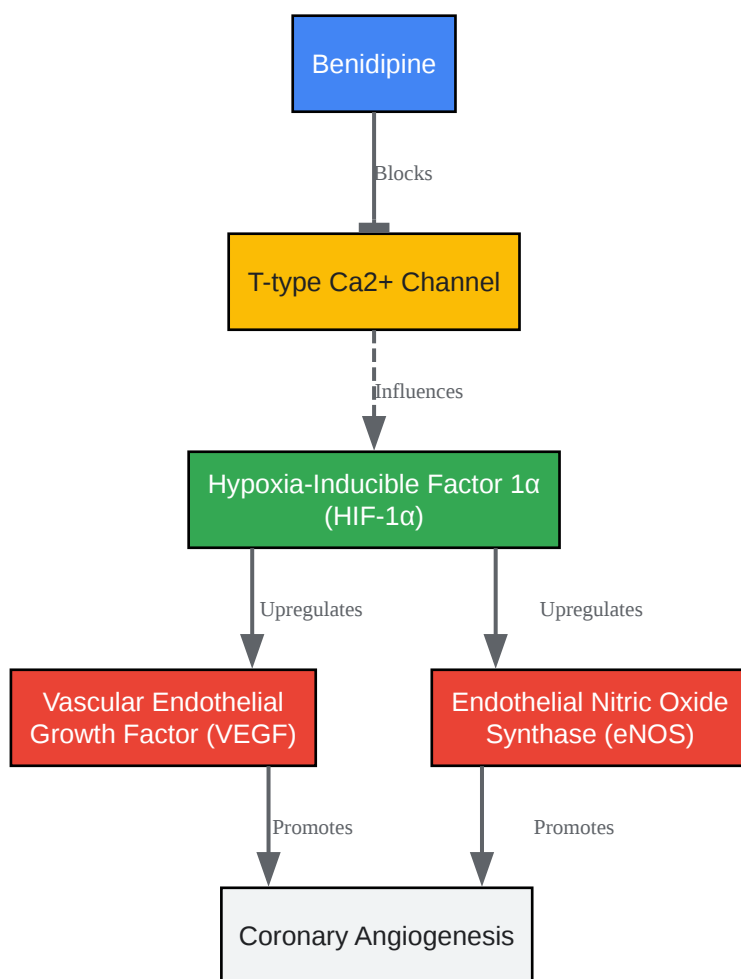 Benidipine
Blocks
T-type Ca2+ Channel
Influences
Hypoxia-Inducible Factor 1α
(HIF-1α)
Upregulates
Upregulates
Vascular Endothelial
Growth Factor (VEGF)
Endothelial Nitric Oxide
Synthase (eNOS)
Promotes
Promotes
Coronary Angiogenesis